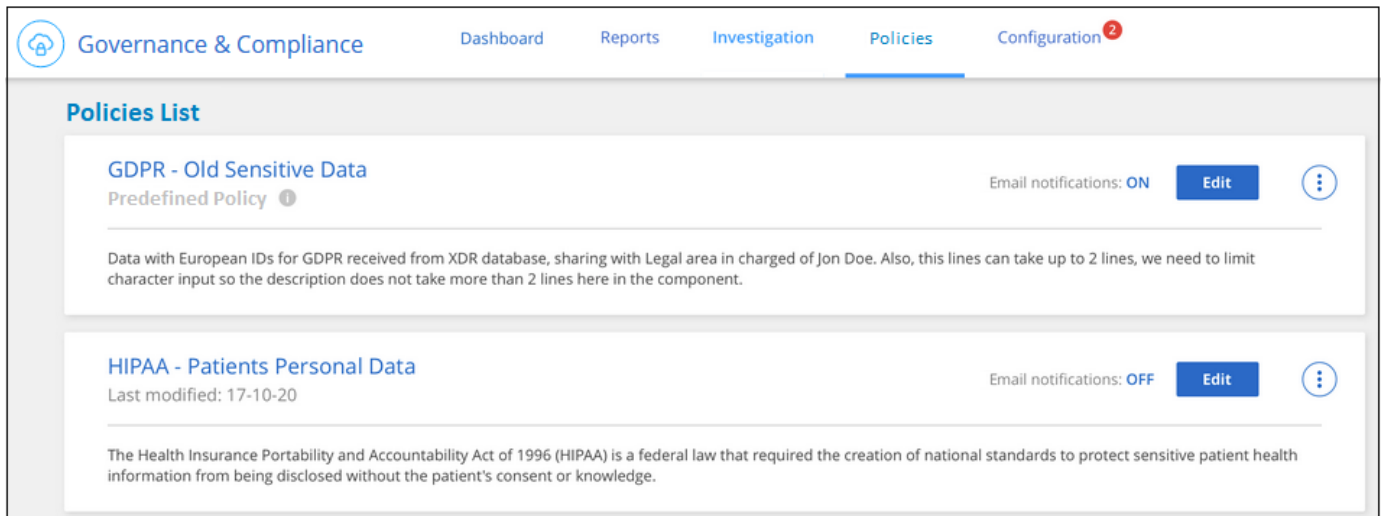 Governance & Compliance
Dashboard
Reports
Investigation
Policies
Configuration
2
Policies List
GDPR - Old Sensitive Data
Predefined Policy
Email notifications: ON
Edit
Data with European IDs for GDPR received from XDR database, sharing with Legal area in charged of Jon Doe. Also, this lines can take up to 2 lines, we need to limit
character input so the description does not take more than 2 lines here in the component.
HIPAA - Patients Personal Data
Last modified: 17-10-20
Email notifications: OFF
Edit
The Health Insurance Portability and Accountability Act of 1996 (HIPAA) is a federal law that required the creation of national standards to protect sensitive patient health
information from being disclosed without the patient's consent or knowledge.